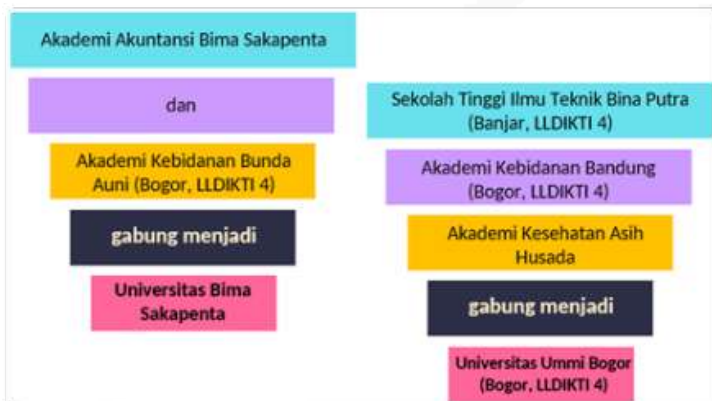 Akademi Akuntansi Bima Sakapenta
dan
Akademi Kebidanan Bunda
Auni (Bogor, LLDIKTI 4)
gabung menjadi
Universitas Bima
Sakapenta
Sekolah Tinggi Ilmu Teknik Bina Putra
(Banjar, LLDIKTI 4)
Akademi Kebidanan Bandung
(Bogor, LLDIKTI 4)
Akademi Kesehatan Asih
Husada
gabung menjadi
Universitas Ummi Bogor
(Bogor, LLDIKTI 4)